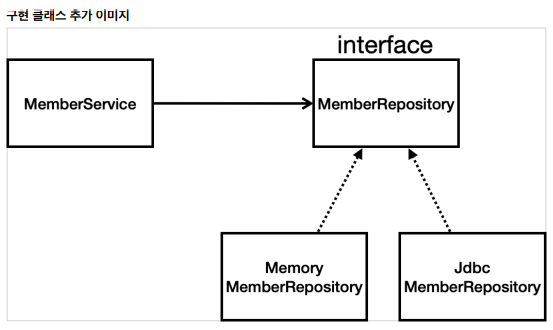 구현 클래스 추가 이미지
interface
MemberService
MemberRepository
Memory
MemberRepository
Jdbc
MemberRepository